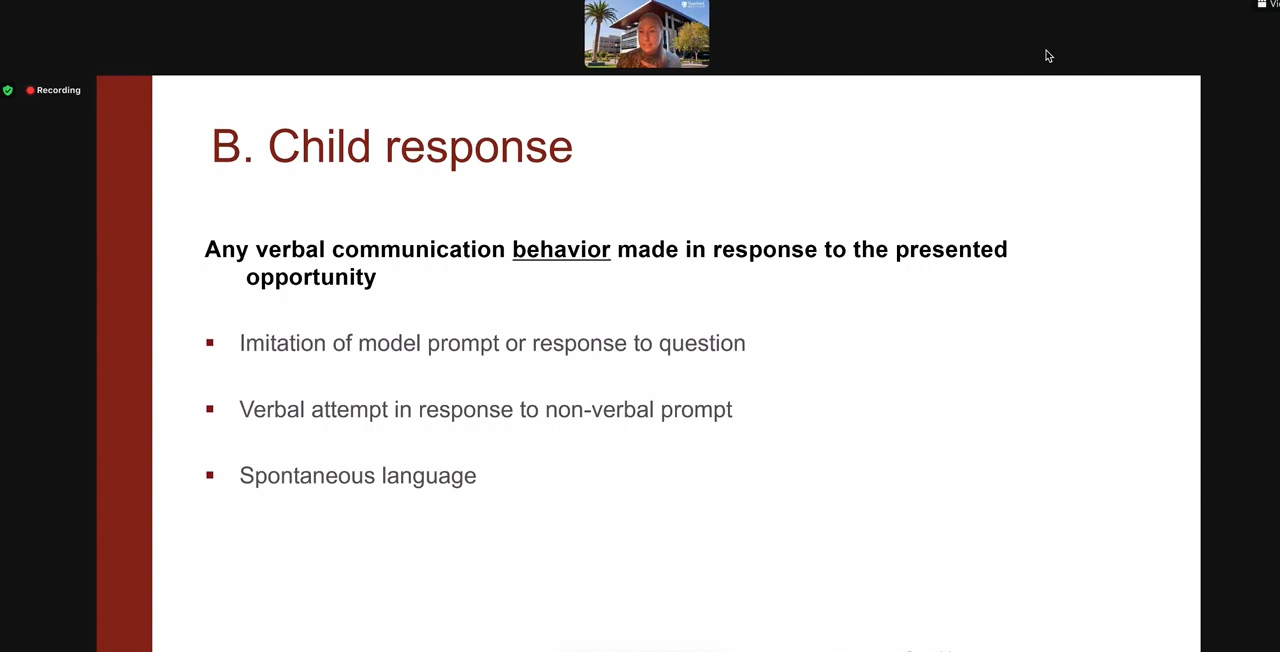 Vi
Recording
B. Child response
Any verbal communication behavior made in response to the presented
opportunity
▪ Imitation of model prompt or response to question
▪ Verbal attempt in response to non-verbal prompt
▪ Spontaneous language